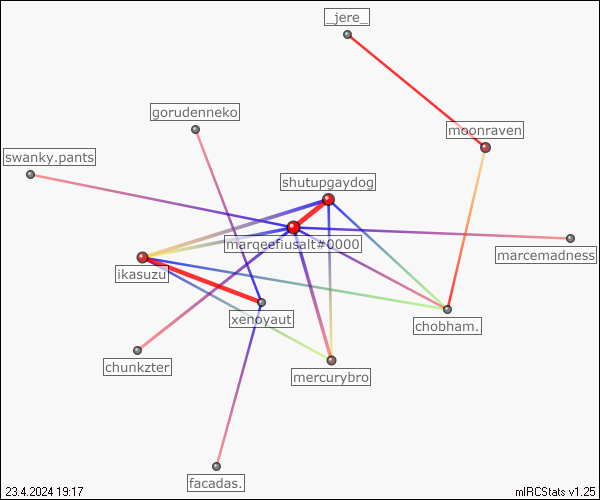 _jere_
gorudenneko
moonraven
swanky.pants
shutupgaydog
marqeefiusalt#0000
marcemadness
ikasuzu
xenoyaut
chobham.
chunkzter
mercurybro
facadas.
23.4.2024 19:17
mIRCStats v1.25